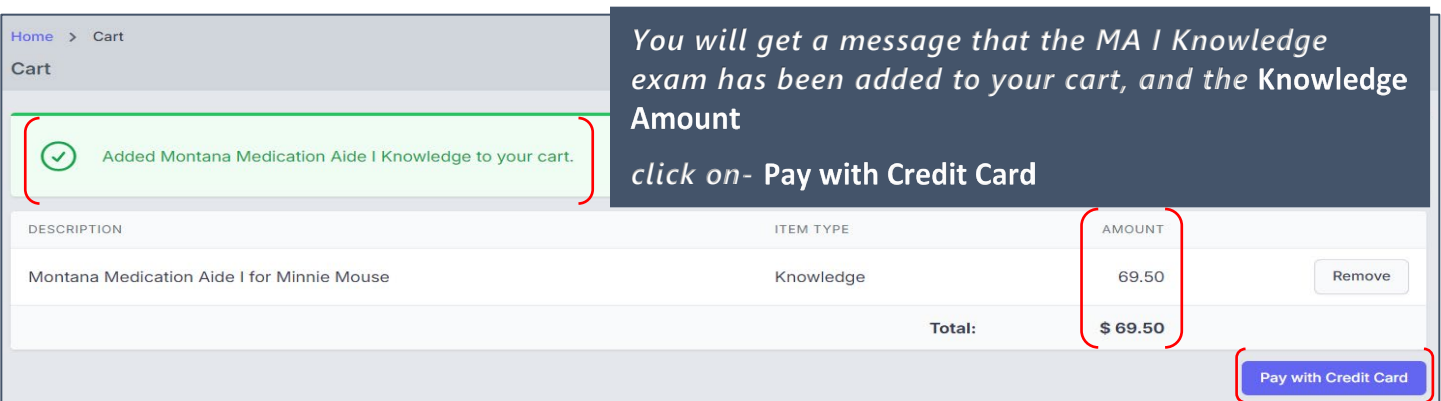 Home > Cart
Cart
You will get a message that the MA I Knowledge
exam has been added to your cart, and the Knowledge
Amount
click on- Pay with Credit Card
Added Montana Medication Aide I Knowledge to your cart.
DESCRIPTION ITEM TYPE AMOUNT
Montana Medication Aide I for Minnie Mouse Knowledge 69.50 Remove
Total: $ 69.50
Pay with Credit Card